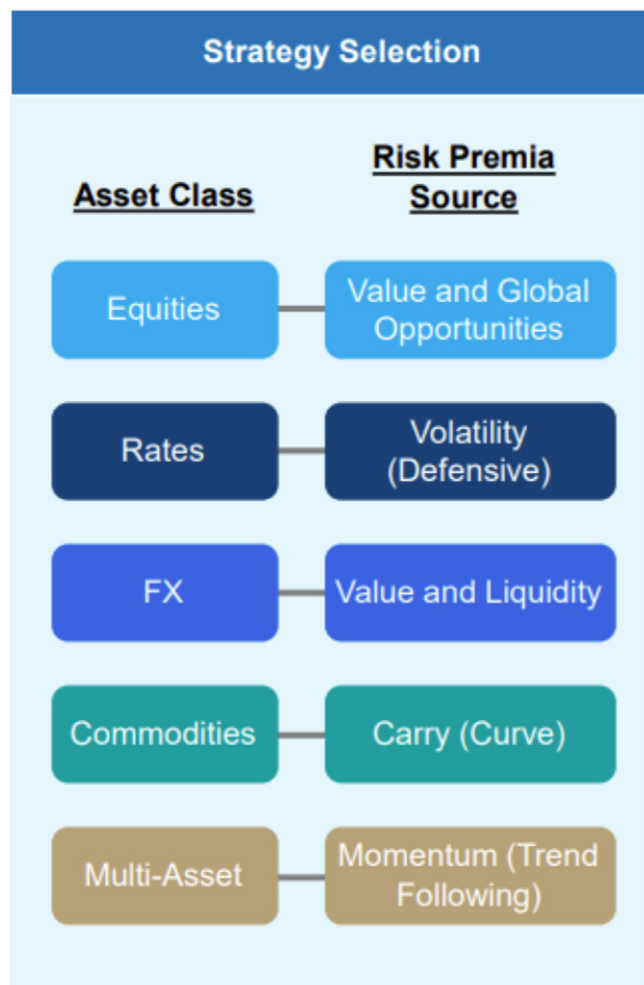 Strategy Selection
Asset Class
Risk Premia
Source
Equities
Value and Global
Opportunities
Rates
Volatility
(Defensive)
FX
Value and Liquidity
Commodities
Carry (Curve)
Multi-Asset
Momentum (Trend
Following)